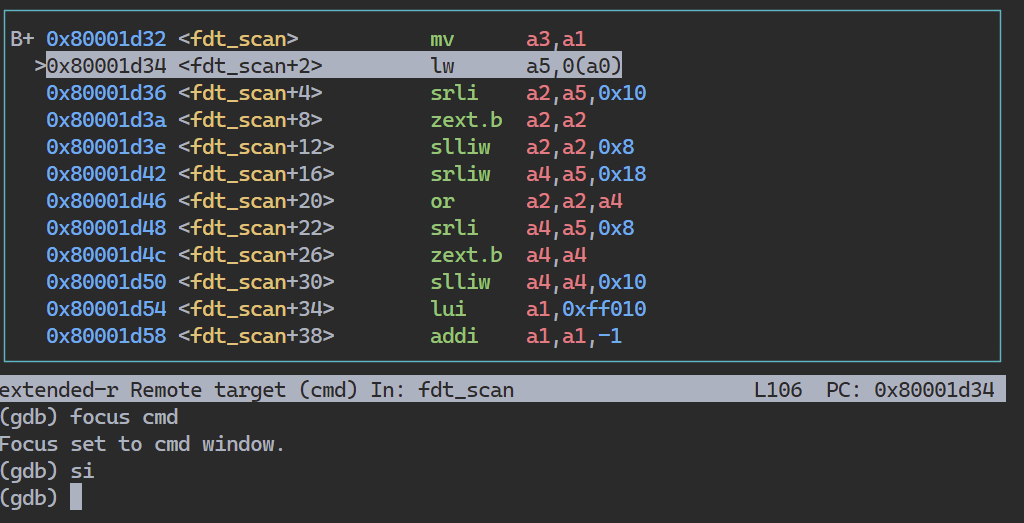 B+ 0x80001d32 <fdt_scan> mv a3,a1
>0x80001d34 <fdt_scan+2> lw a5,0(a0)
0x80001d36 <fdt_scan+4> srli a2,a5,0x10
0x80001d3a <fdt_scan+8> zext.b a2,a2
0x80001d3e <fdt_scan+12> slliw a2,a2,0x8
0x80001d42 <fdt_scan+16> srliw a4,a5,0x18
0x80001d46 <fdt_scan+20> or a2,a2,a4
0x80001d48 <fdt_scan+22> srli a4,a5,0x8
0x80001d4c <fdt_scan+26> zext.b a4,a4
0x80001d50 <fdt_scan+30> slliw a4,a4,0x10
0x80001d54 <fdt_scan+34> lui a1,0xff010
0x80001d58 <fdt_scan+38> addi a1,a1,-1
extended-r Remote target (cmd) In: fdt_scan L106 PC: 0x80001d34
(gdb) focus cmd
Focus set to cmd window.
(gdb) si
(gdb)